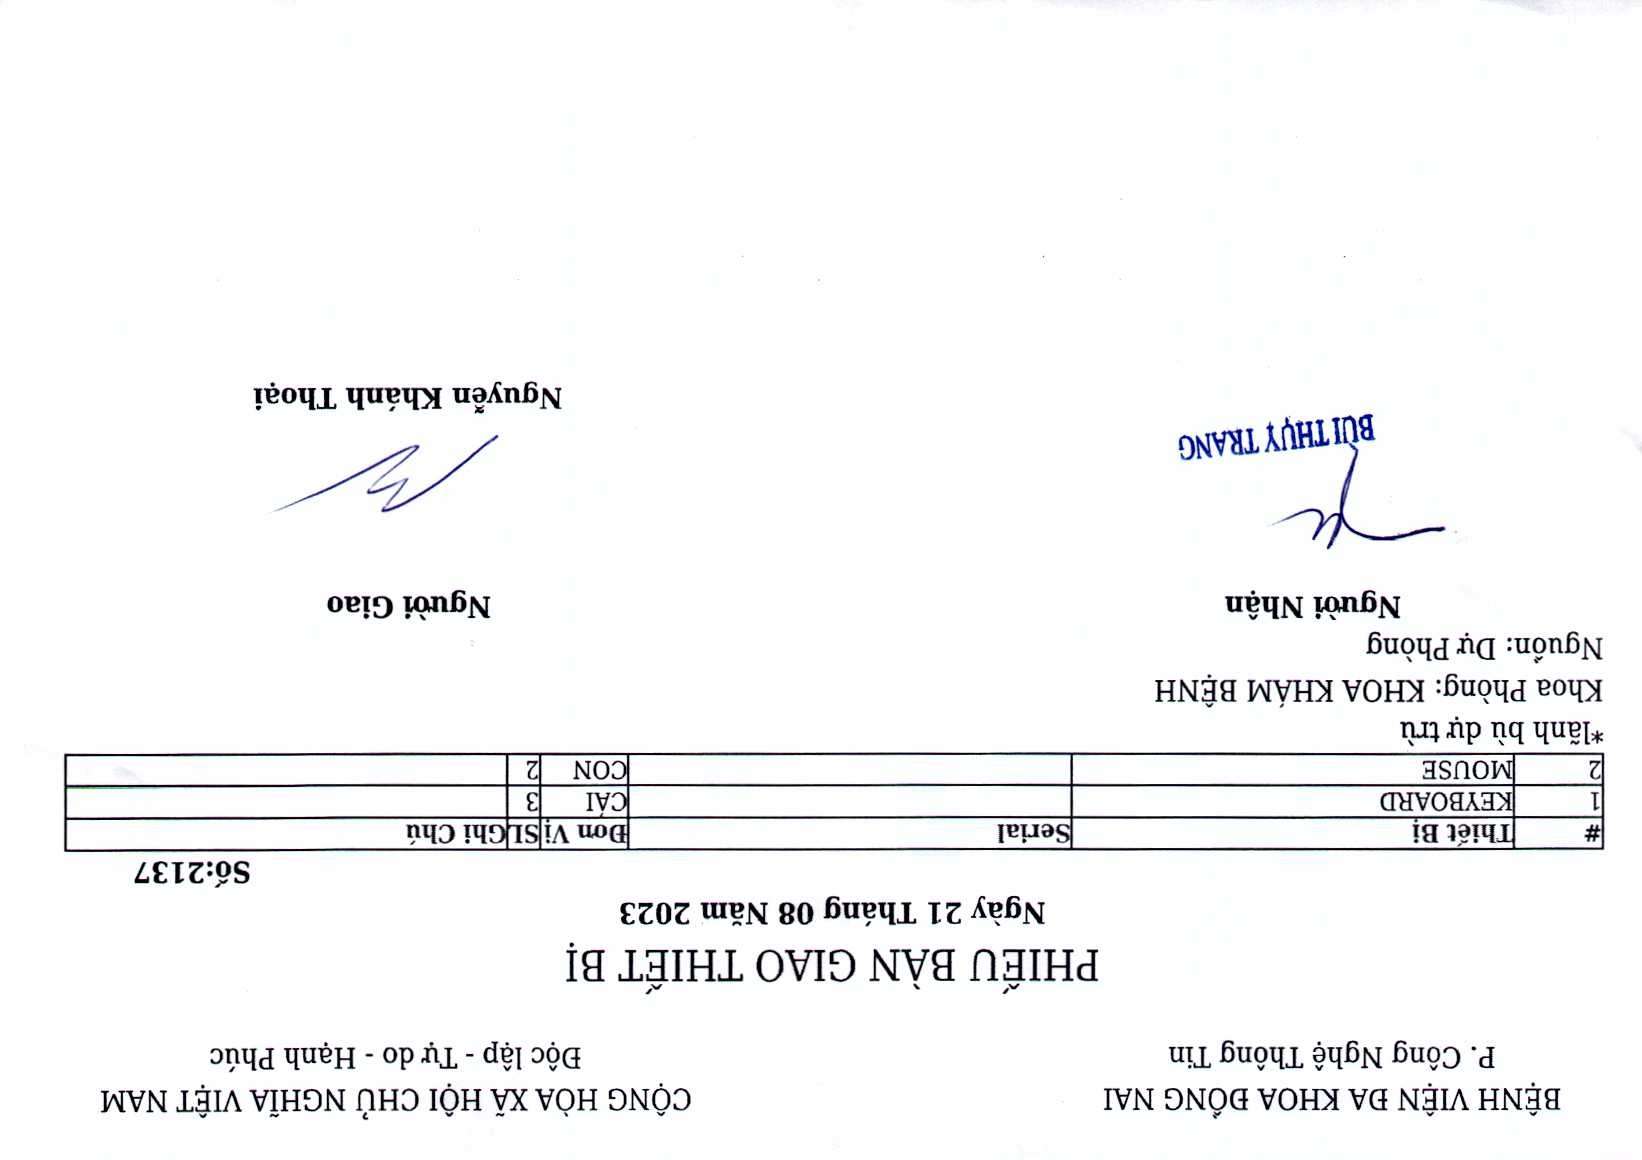 BỆNH VIỆN ĐA KHOA ĐỒNG NAI
P. Công Nghệ Thông Tin
CỘNG HÒA XÃ HỘI CHỦ NGHĨA VIỆT NAM
Độc lập - Tự do - Hạnh Phúc
PHIẾU BÀN GIAO THIẾT BỊ
Ngày 21 Tháng 08 Năm 2023
Số:2137
# Thiết Bị Serial Đơn Vị SL Ghi Chú
1 KEYBOARD CÁI 3
2 MOUSE CON 2
*lãnh bù dự trù
Khoa Phòng: KHOA KHÁM BỆNH
Nguồn: Dự Phòng
Người Nhận
BÙI THỤY TRANG
Người Giao
Nguyễn Khánh Thoại